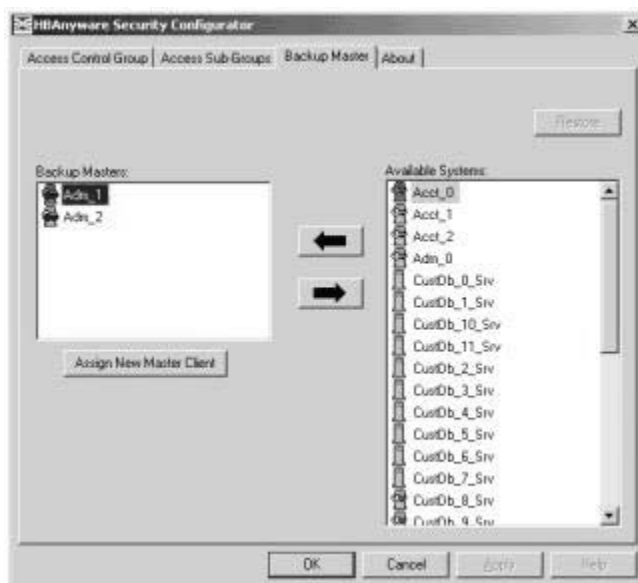 HBAnyware Security Configurator
Access Control Group
Access Sub-Groups
Backup Master
About
Restore
Backup Masters:
Adm_1
Adm_2
Assign New Master Client
Available Systems:
Acct_0
Acct_1
Acct_2
Adm_0
CustDb_0_Srv
CustDb_1_Srv
CustDb_10_Srv
CustDb_11_Srv
CustDb_2_Srv
CustDb_3_Srv
CustDb_4_Srv
CustDb_5_Srv
CustDb_6_Srv
CustDb_7_Srv
CustDb_8_Srv
CustDb_9_Srv
OK
Cancel
Apply
Help